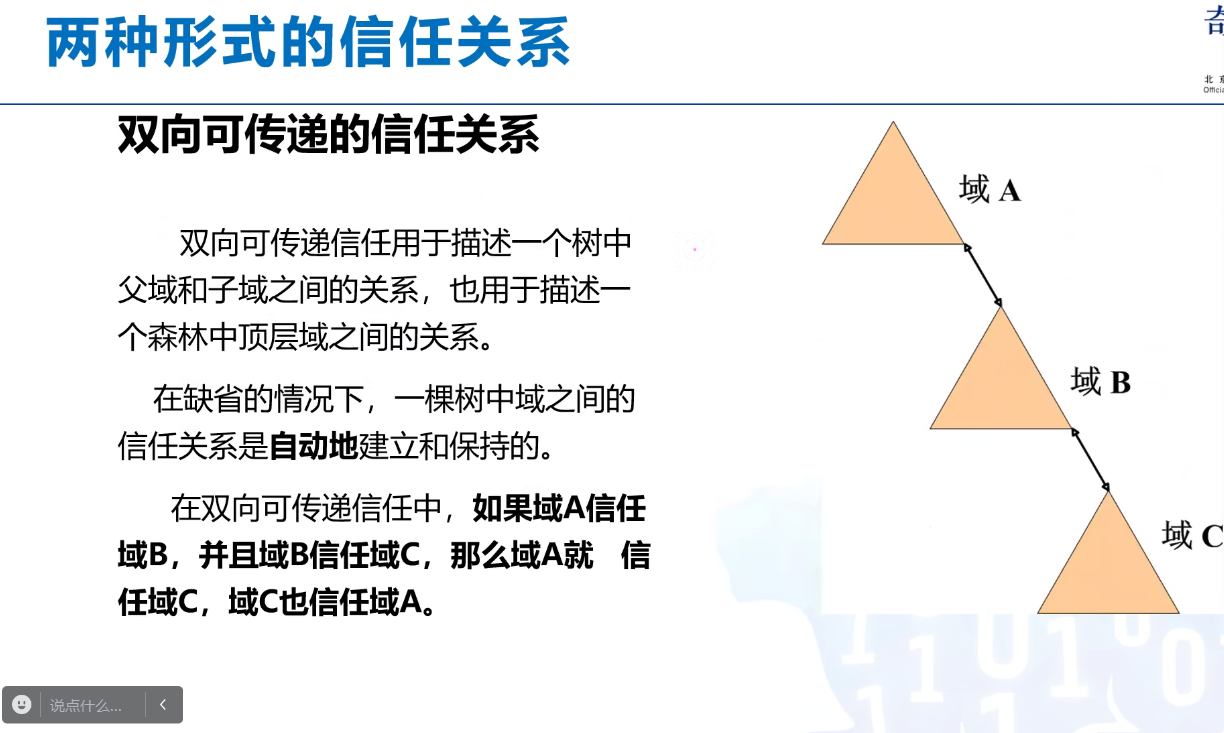 两种形式的信任关系
北 京
双向可传递的信任关系
双向可传递信任用于描述一个树中
父域和子域之间的关系，也用于描述一
个森林中顶层域之间的关系。
在缺省的情况下，一棵树中域之间的
信任关系是自动地建立和保持的。
在双向可传递信任中，如果域A信任
域B，并且域B信任域C，那么域A就 信
任域C，域C也信任域A。
域 A
域 B
域 C
说点什么...